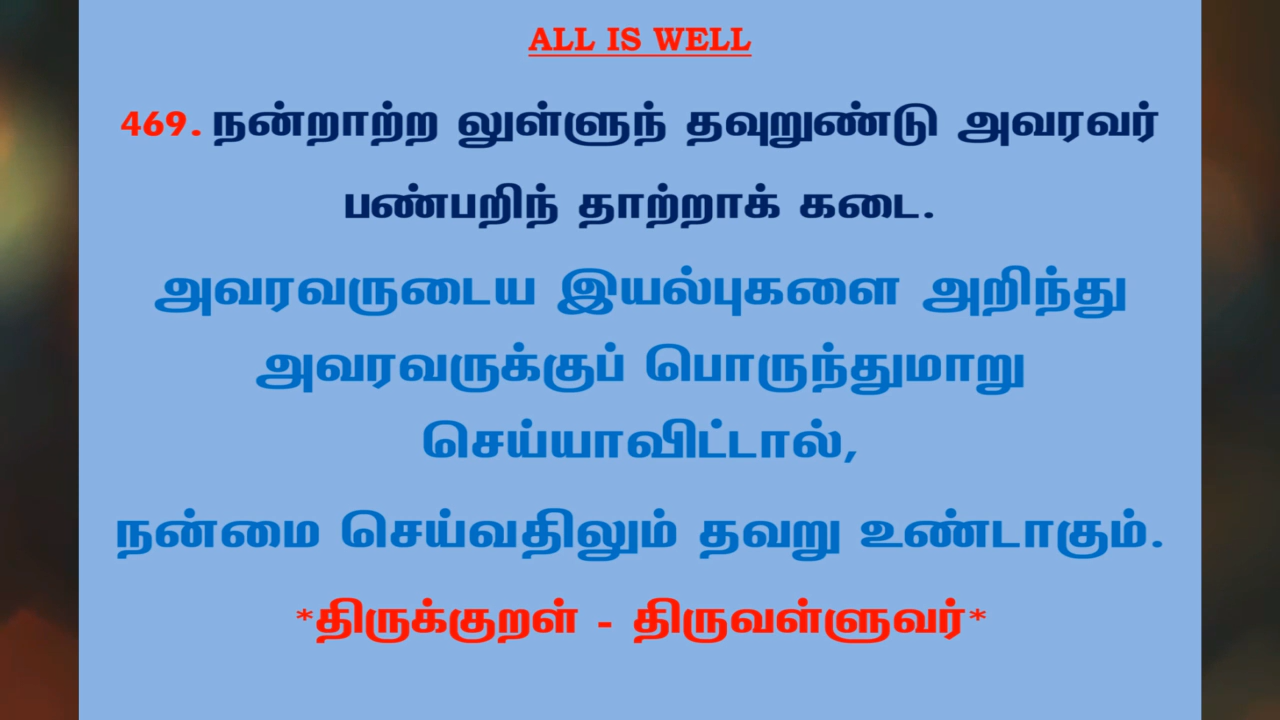 ALL IS WELL
469. நன்றாற்ற லுள்ளுந் தவுறுண்டு அவரவர்
பண்பறிந் தாற்றாக் கடை.
அவரவருடைய இயல்புகளை அறிந்து
அவரவருக்குப் பொருந்துமாறு
செய்யாவிட்டால்,
நன்மை செய்வதிலும் தவறு உண்டாகும்.
*திருக்குறள் - திருவள்ளுவர்*